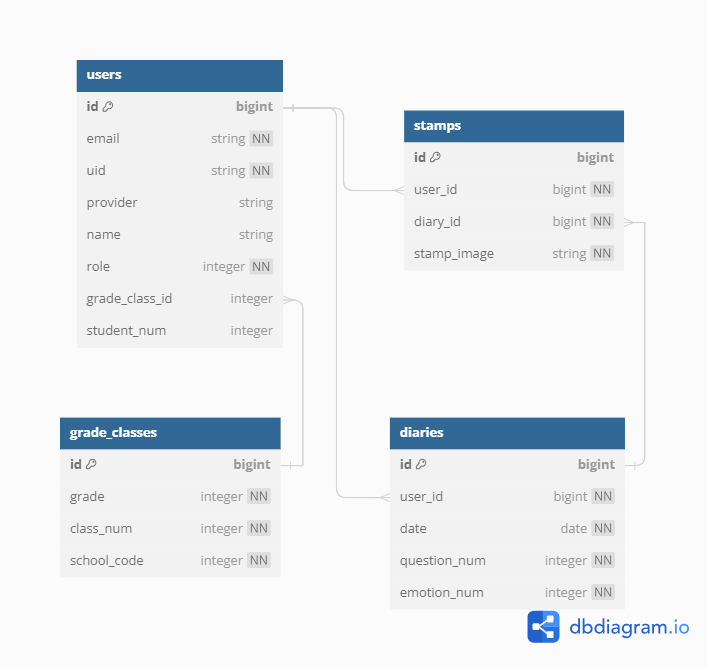 users
id bigint
email string NN
uid string NN
provider string
name string
role integer NN
grade_class_id integer
student_num integer
stamps
id bigint
user_id bigint NN
diary_id bigint NN
stamp_image string NN
grade_classes
id bigint
grade integer NN
class_num integer NN
school_code integer NN
diaries
id bigint
user_id bigint NN
date date NN
question_num integer NN
emotion_num integer NN
dbdiagram.io